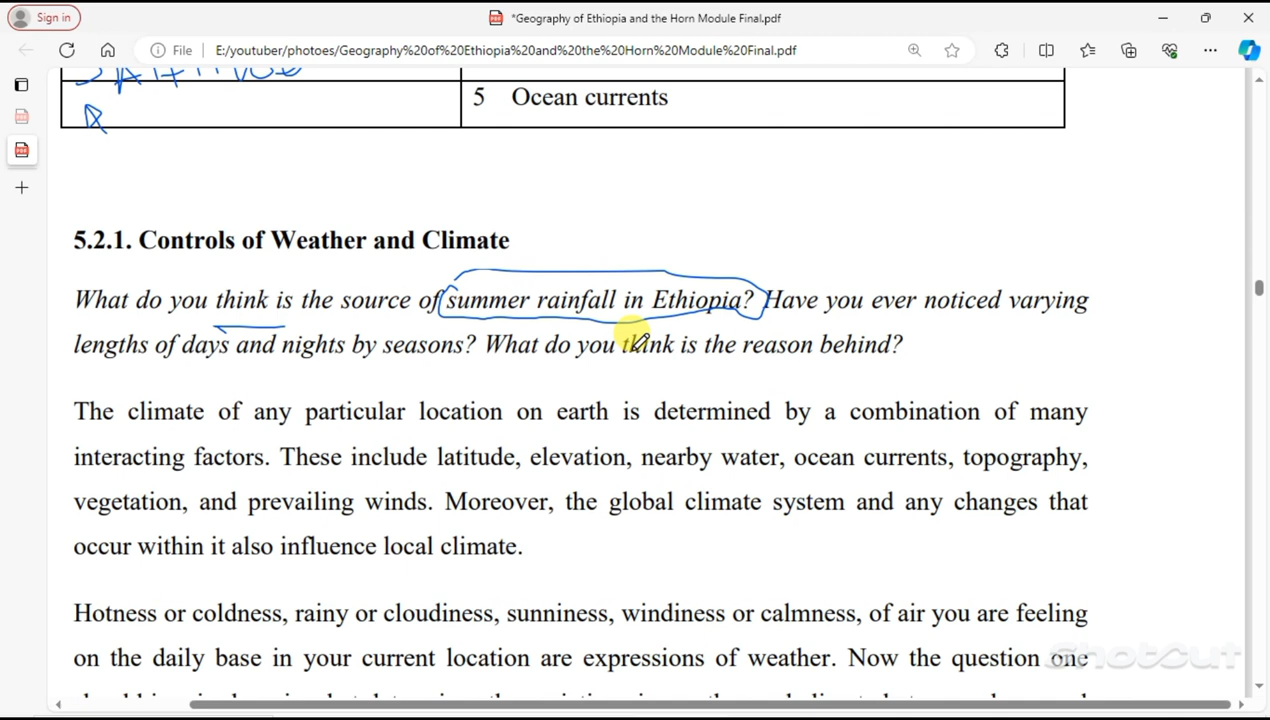 Sign in
*Geography of Ethiopia and the Horn Module Final.pdf
File
E:/youtuber/photoes/Geography%20of%20Ethiopia%20and%20the%20Horn%20Module%20Final.pdf
5 Ocean currents
5.2.1. Controls of Weather and Climate
What do you think is the source of summer rainfall in Ethiopia? Have you ever noticed varying
lengths of days and nights by seasons? What do you think is the reason behind?
The climate of any particular location on earth is determined by a combination of many
interacting factors. These include latitude, elevation, nearby water, ocean currents, topography,
vegetation, and prevailing winds. Moreover, the global climate system and any changes that
occur within it also influence local climate.
Hotness or coldness, rainy or cloudiness, sunniness, windiness or calmness, of air you are feeling
on the daily base in your current location are expressions of weather. Now the question one
shotcut